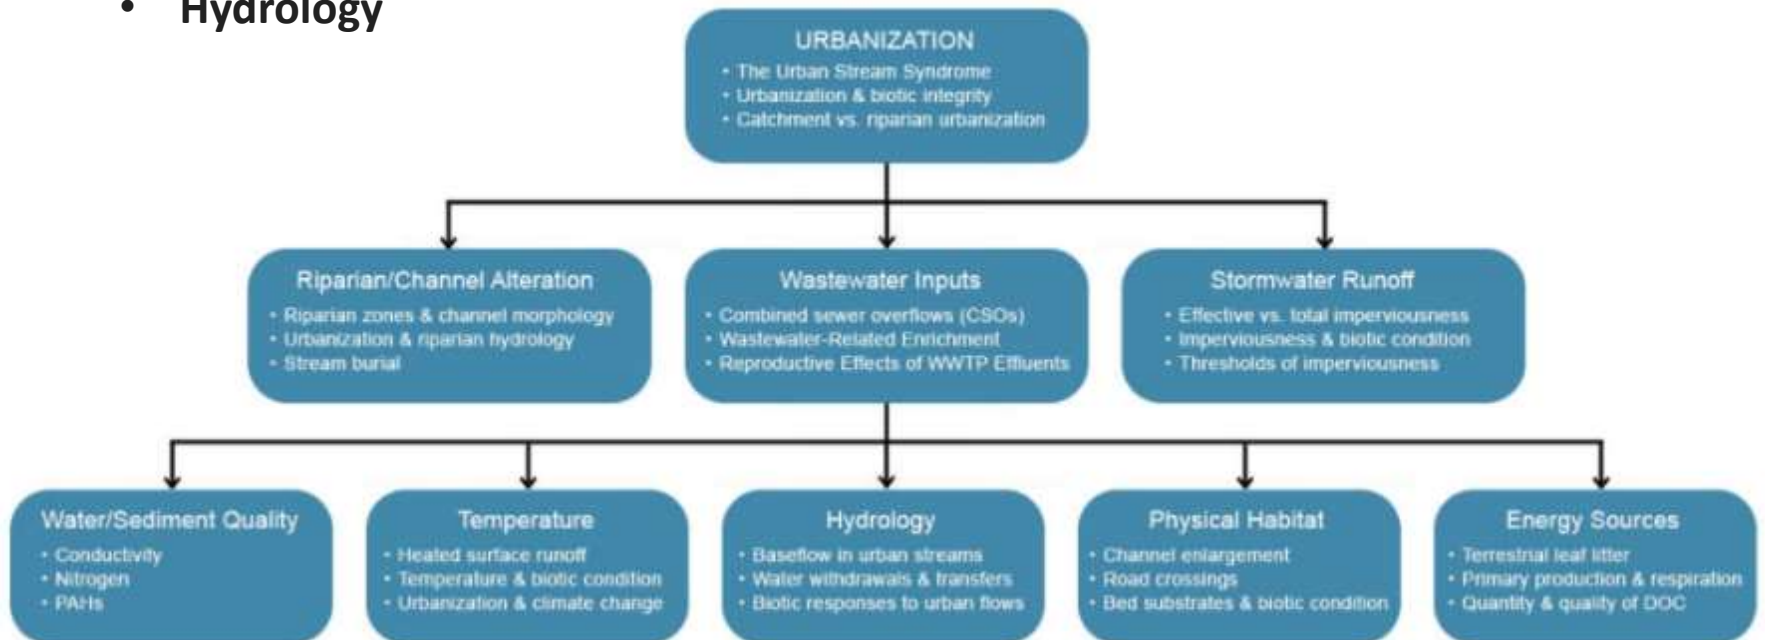 • Hydrology
URBANIZATION
• The Urban Stream Syndrome
• Urbanization & biotic integrity
• Catchment vs. riparian urbanization
Riparian/Channel Alteration
• Riparian zones & channel morphology
• Urbanization & riparian hydrology
• Stream burial
Wastewater Inputs
• Combined sewer overflows (CSOs)
• Wastewater-Related Enrichment
• Reproductive Effects of WWTP Effluents
Stormwater Runoff
• Effective vs. total imperviousness
• Imperviousness & biotic condition
• Thresholds of imperviousness
Water/Sediment Quality
• Conductivity
• Nitrogen
• PAHs
Temperature
• Heated surface runoff
• Temperature & biotic condition
• Urbanization & climate change
Hydrology
• Baseflow in urban streams
• Water withdrawals & transfers
• Biotic responses to urban flows
Physical Habitat
• Channel enlargement
• Road crossings
• Bed substrates & biotic condition
Energy Sources
• Terrestrial leaf litter
• Primary production & respiration
• Quantity & quality of DOC